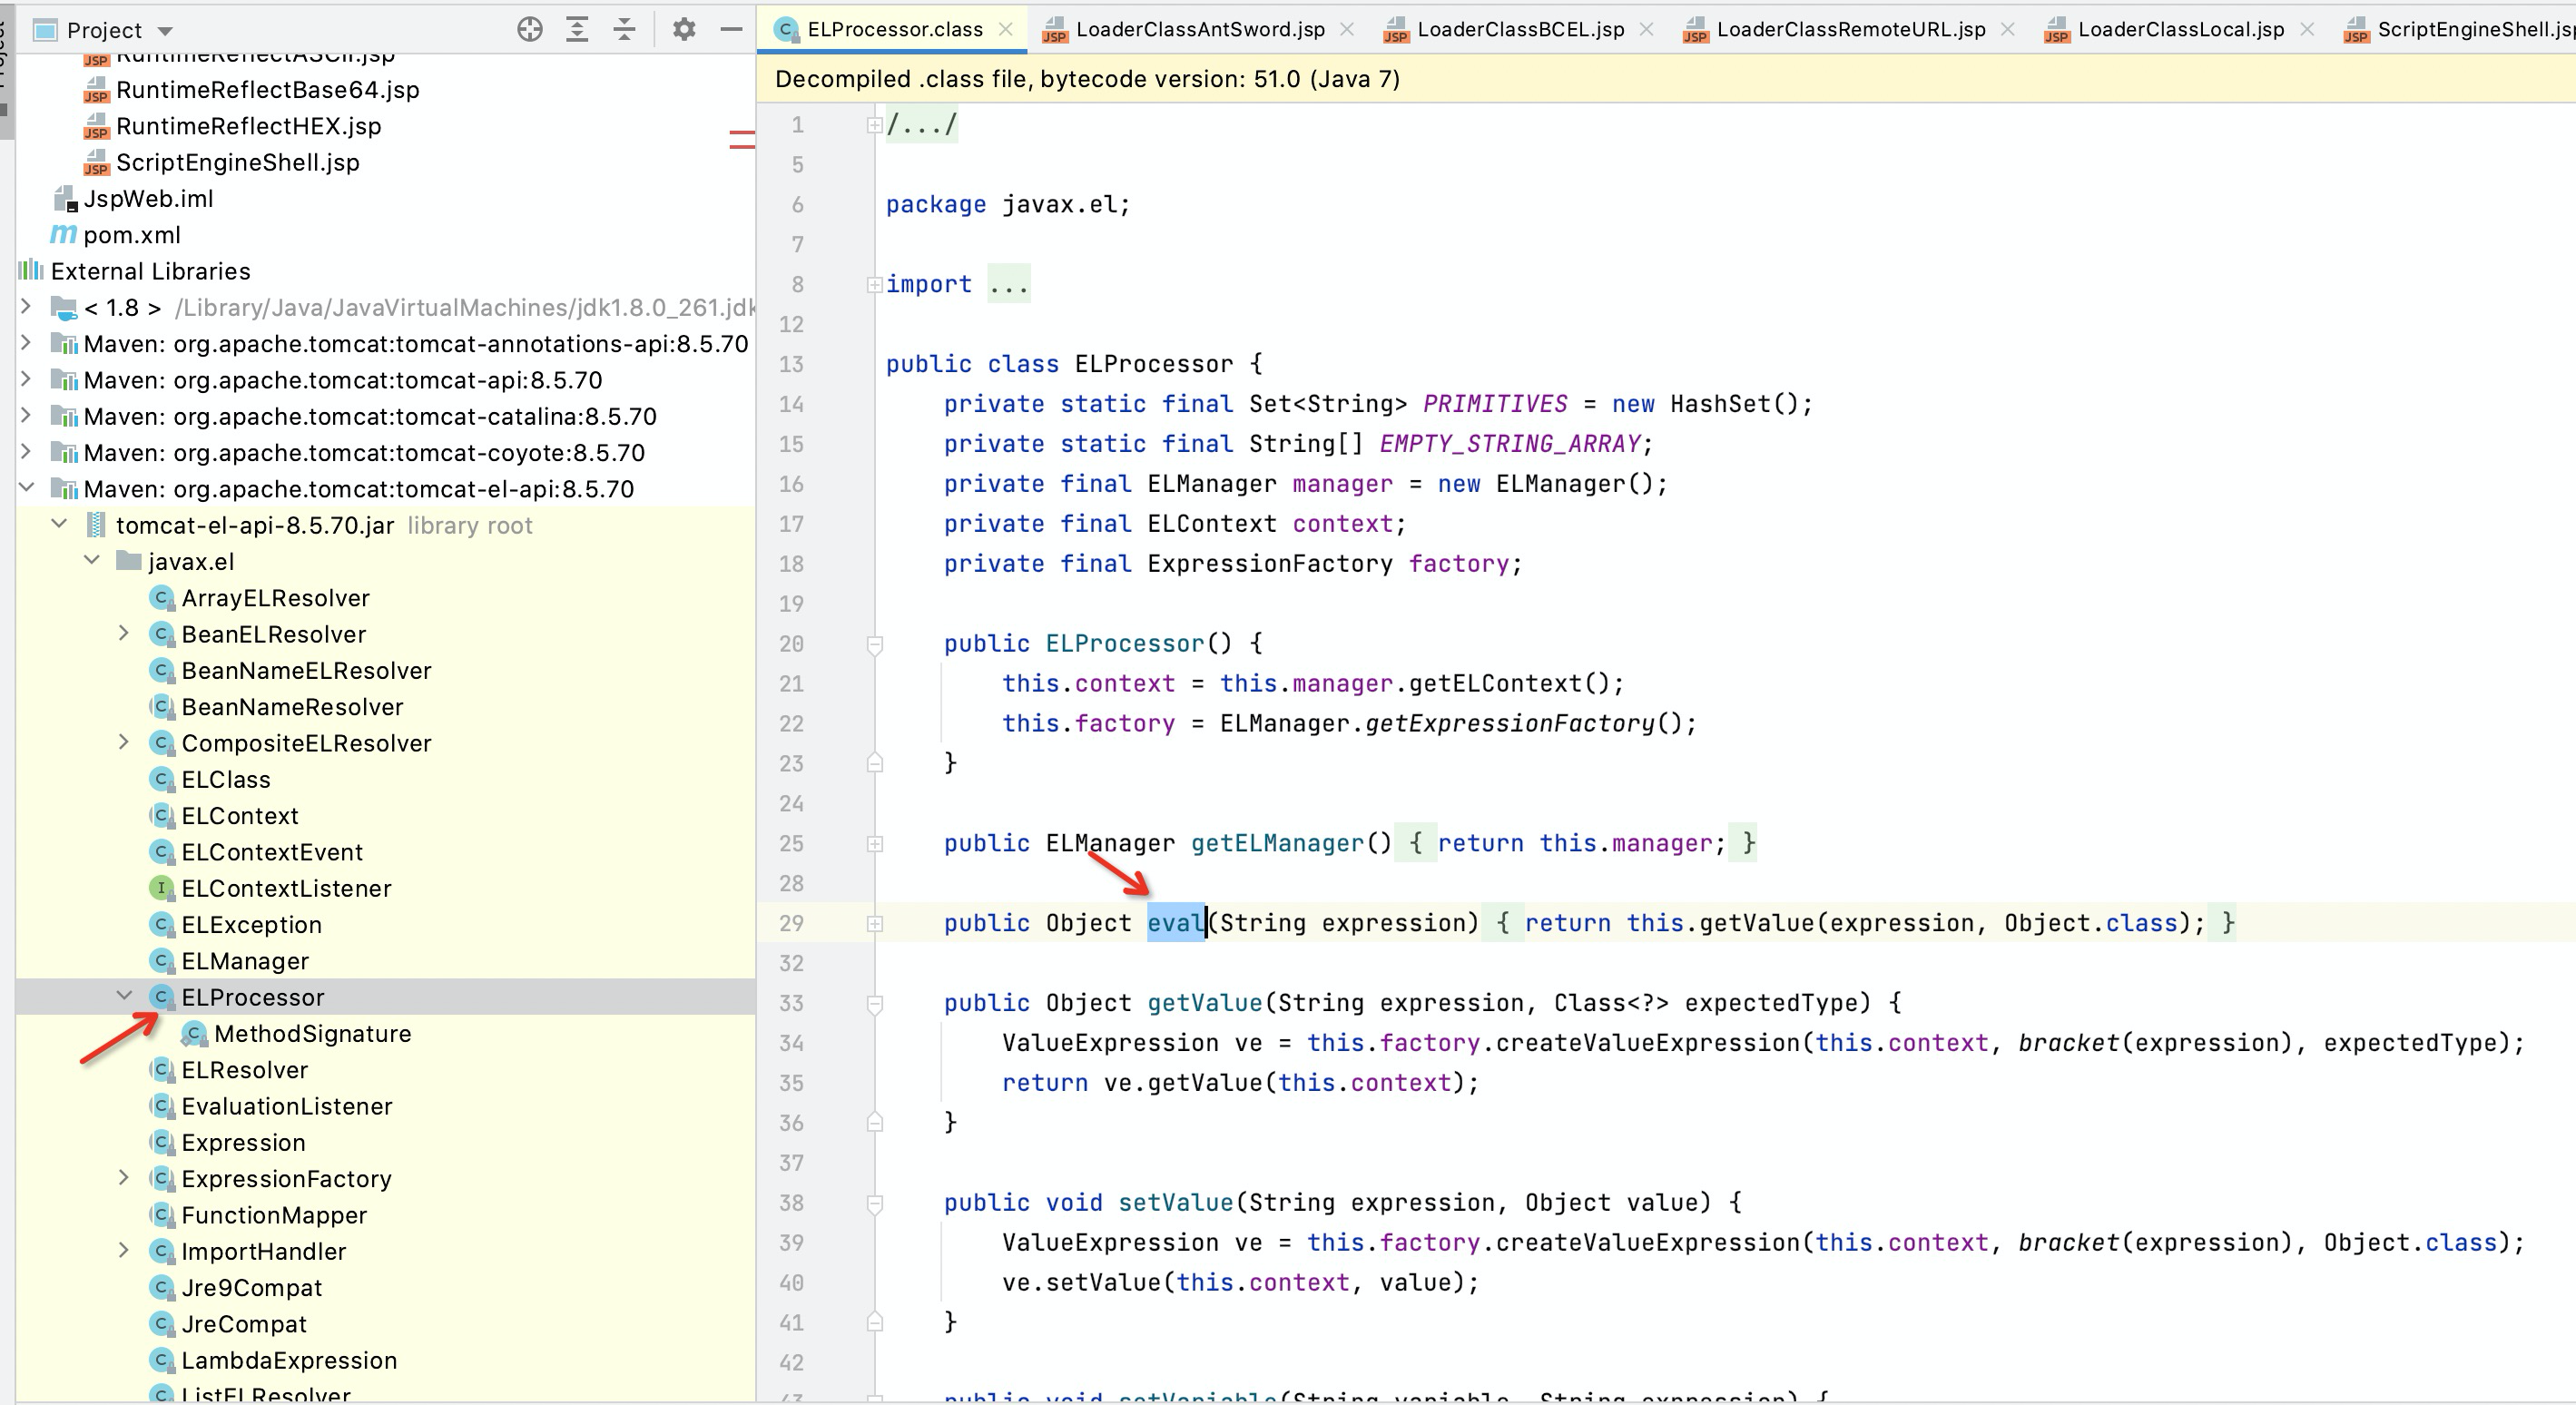 Project
RuntimeReflectASCII.jsp
RuntimeReflectBase64.jsp
RuntimeReflectHEX.jsp
ScriptEngineShell.jsp
JspWeb.iml
pom.xml
External Libraries
< 1.8 > /Library/Java/JavaVirtualMachines/jdk1.8.0_261.jdk
Maven: org.apache.tomcat:tomcat-annotations-api:8.5.70
Maven: org.apache.tomcat:tomcat-api:8.5.70
Maven: org.apache.tomcat:tomcat-catalina:8.5.70
Maven: org.apache.tomcat:tomcat-coyote:8.5.70
Maven: org.apache.tomcat:tomcat-el-api:8.5.70
tomcat-el-api-8.5.70.jar library root
javax.el
ArrayELResolver
BeanELResolver
BeanNameELResolver
BeanNameResolver
CompositeELResolver
ELClass
ELContext
ELContextEvent
ELContextListener
ELException
ELManager
ELProcessor
MethodSignature
ELResolver
EvaluationListener
Expression
ExpressionFactory
FunctionMapper
ImportHandler
Jre9Compat
JreCompat
LambdaExpression
ListELResolver
ELProcessor.class LoaderClassAntSword.jsp LoaderClassBCEL.jsp LoaderClassRemoteURL.jsp LoaderClassLocal.jsp ScriptEngineShell.jsp
Decompiled .class file, bytecode version: 51.0 (Java 7)
1 /.../
5
6 package javax.el;
7
8 import ...
12
13 public class ELProcessor {
14 private static final Set<String> PRIMITIVES = new HashSet();
15 private static final String[] EMPTY_STRING_ARRAY;
16 private final ELManager manager = new ELManager();
17 private final ELContext context;
18 private final ExpressionFactory factory;
19
20 public ELProcessor() {
21 this.context = this.manager.getELContext();
22 this.factory = ELManager.getExpressionFactory();
23 }
24
25 public ELManager getELManager() { return this.manager; }
28
29 public Object eval(String expression) { return this.getValue(expression, Object.class); }
32
33 public Object getValue(String expression, Class<?> expectedType) {
34 ValueExpression ve = this.factory.createValueExpression(this.context, bracket(expression), expectedType);
35 return ve.getValue(this.context);
36 }
37
38 public void setValue(String expression, Object value) {
39 ValueExpression ve = this.factory.createValueExpression(this.context, bracket(expression), Object.class);
40 ve.setValue(this.context, value);
41 }
42
43 public void setVariable(String variable, String expression) {